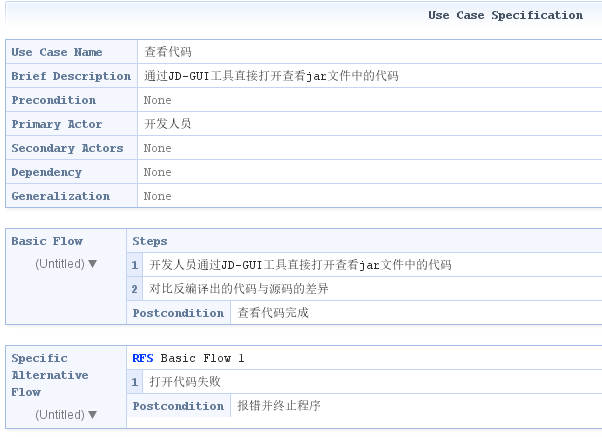 Use Case Specification
Use Case Name 查看代码
Brief Description 通过JD-GUI工具直接打开查看jar文件中的代码
Precondition None
Primary Actor 开发人员
Secondary Actors None
Dependency None
Generalization None
Basic Flow Steps
(Untitled) ▼
1 开发人员通过JD-GUI工具直接打开查看jar文件中的代码
2 对比反编译出的代码与源码的差异
Postcondition 查看代码完成
Specific Alternative Flow
(Untitled) ▼
RFS Basic Flow 1
1 打开代码失败
Postcondition 报错并终止程序